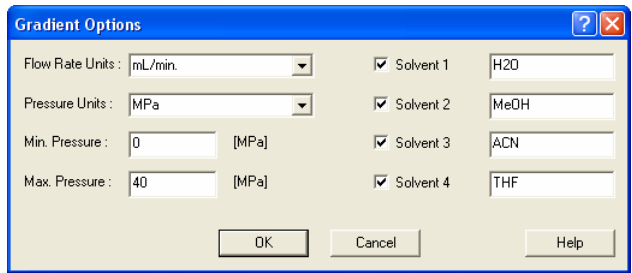 Gradient Options
Flow Rate Units : mL/min. Solvent 1 H2O
Pressure Units : MPa Solvent 2 MeOH
Min. Pressure : 0 [MPa] Solvent 3 ACN
Max. Pressure : 40 [MPa] Solvent 4 THF
OK Cancel Help